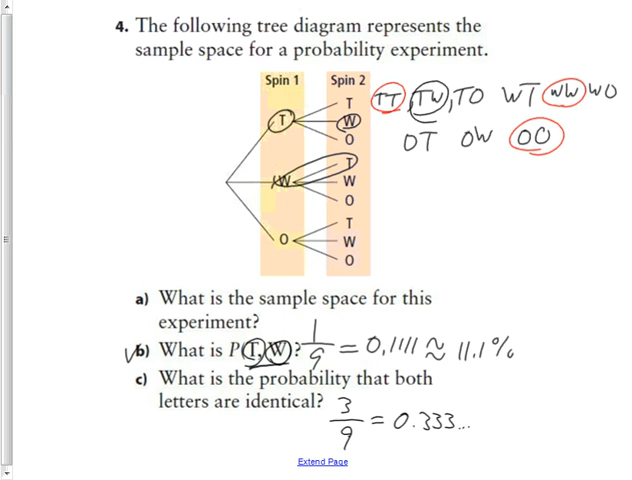 4. The following tree diagram represents the
sample space for a probability experiment.
Spin 1 Spin 2
T
T W
O
T
W W
O
T
O W
O
TT, TW, TO WT WW WO
OT OW OO
a) What is the sample space for this
experiment?
b) What is P(T, W)? 1/9 = 0.1111 ≈ 11.1%
c) What is the probability that both
letters are identical? 3/9 = 0.333...
Extend Page